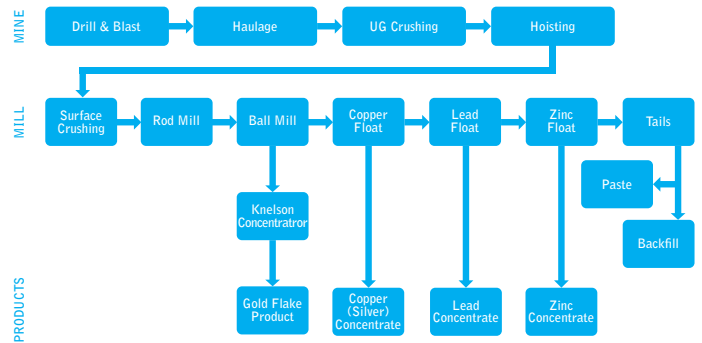 MINE
Drill & Blast
Haulage
UG Crushing
Hoisting
MILL
Surface
Crushing
Rod Mill
Ball Mill
Copper
Float
Lead
Float
Zinc
Float
Tails
Paste
Knelson
Concentratror
Backfill
PRODUCTS
Gold Flake
Product
Copper
(Silver)
Concentrate
Lead
Concentrate
Zinc
Concentrate